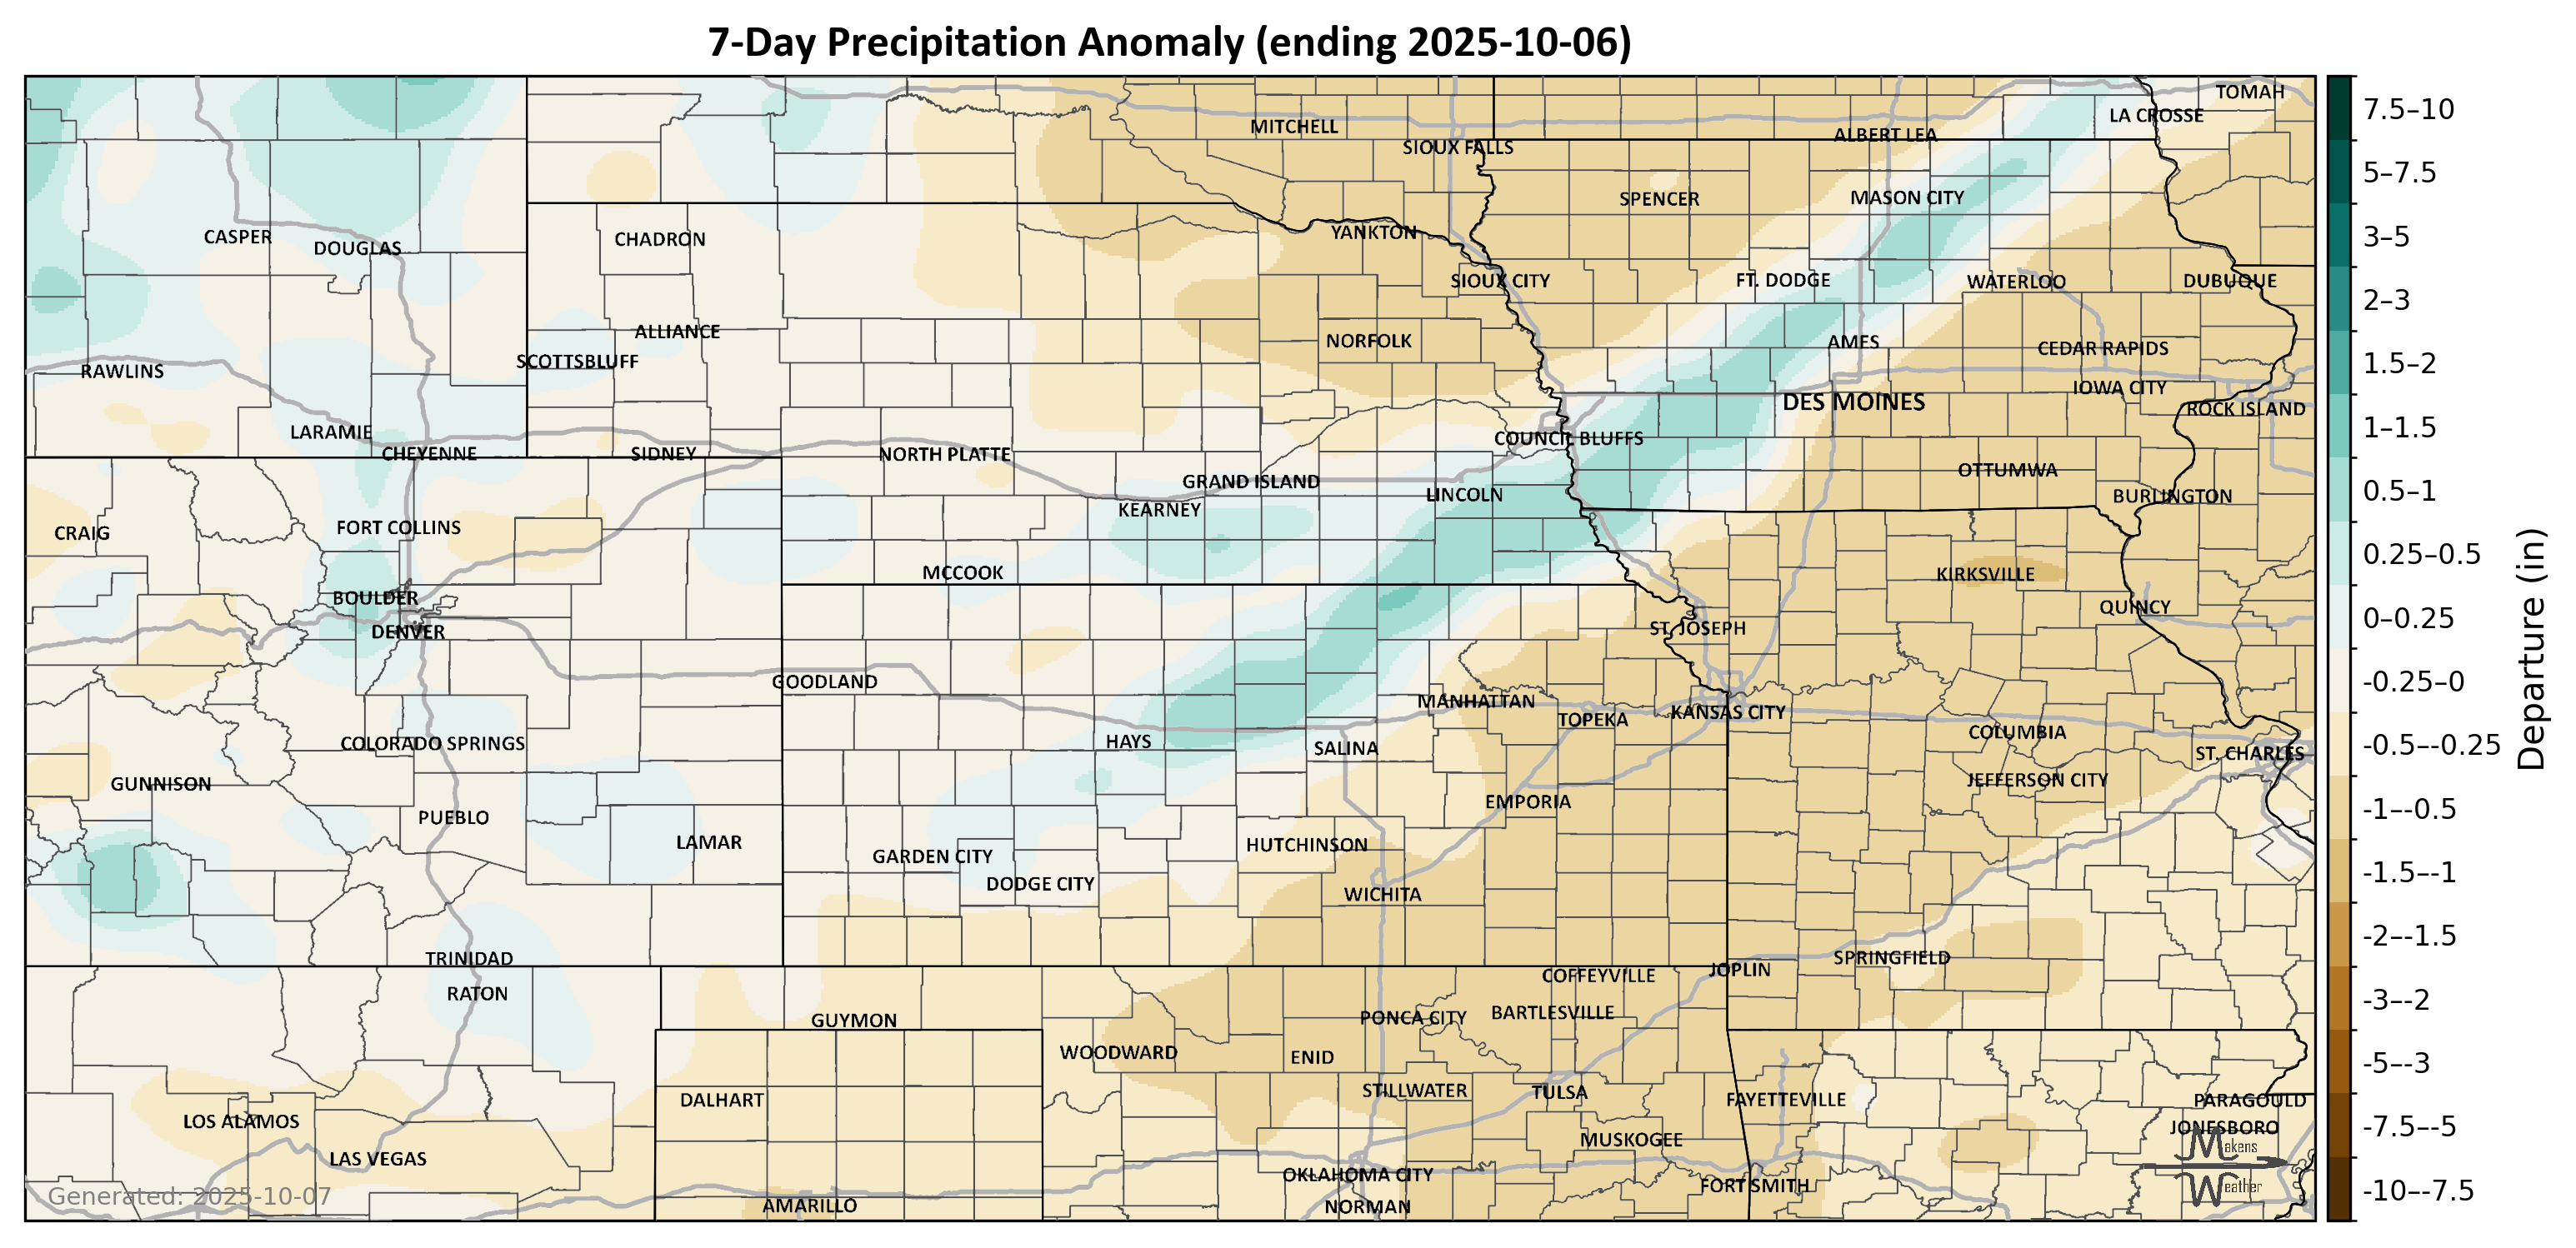 7-Day Precipitation Anomaly (ending 2025-10-06)
TOMAH
LA CROSSE
MITCHELL
ALBERT LEA
SIOUX FALLS
SPENCER
MASON CITY
YANKTON
CASPER
DOUGLAS
CHADRON
SIOUX CITY
FT. DODGE
WATERLOO
DUBUQUE
ALLIANCE
NORFOLK
AMES
CEDAR RAPIDS
SCOTTSBLUFF
RAWLINS
IOWA CITY
DES MOINES
ROCK ISLAND
LARAMIE
COUNCIL BLUFFS
CHEYENNE
SIDNEY
NORTH PLATTE
OTTUMWA
GRAND ISLAND
LINCOLN
BURLINGTON
KEARNEY
CRAIG
FORT COLLINS
MCCOOK
KIRKSVILLE
BOULDER
QUINCY
DENVER
ST. JOSEPH
GOODLAND
MANHATTAN
TOPEKA
KANSAS CITY
COLUMBIA
COLORADO SPRINGS
HAYS
SALINA
ST. CHARLES
GUNNISON
JEFFERSON CITY
EMPORIA
PUEBLO
LAMAR
HUTCHINSON
GARDEN CITY
DODGE CITY
WICHITA
TRINIDAD
SPRINGFIELD
JOPLIN
COFFEYVILLE
RATON
BARTLESVILLE
PONCA CITY
GUYMON
WOODWARD
ENID
STILLWATER
TULSA
DALHART
FAYETTEVILLE
PARAGOULD
LOS ALAMOS
JONESBORO
MUSKOGEE
LAS VEGAS
OKLAHOMA CITY
FORT SMITH
AMARILLO
NORMAN
Generated: 2025-10-07
Makens
Weather
7.5–10
5–7.5
3–5
2–3
1.5–2
1–1.5
0.5–1
0.25–0.5
0–0.25
-0.25–0
-0.5–-0.25
-1–-0.5
-1.5–-1
-2–-1.5
-3–-2
-5–-3
-7.5–-5
-10–-7.5
Departure (in)